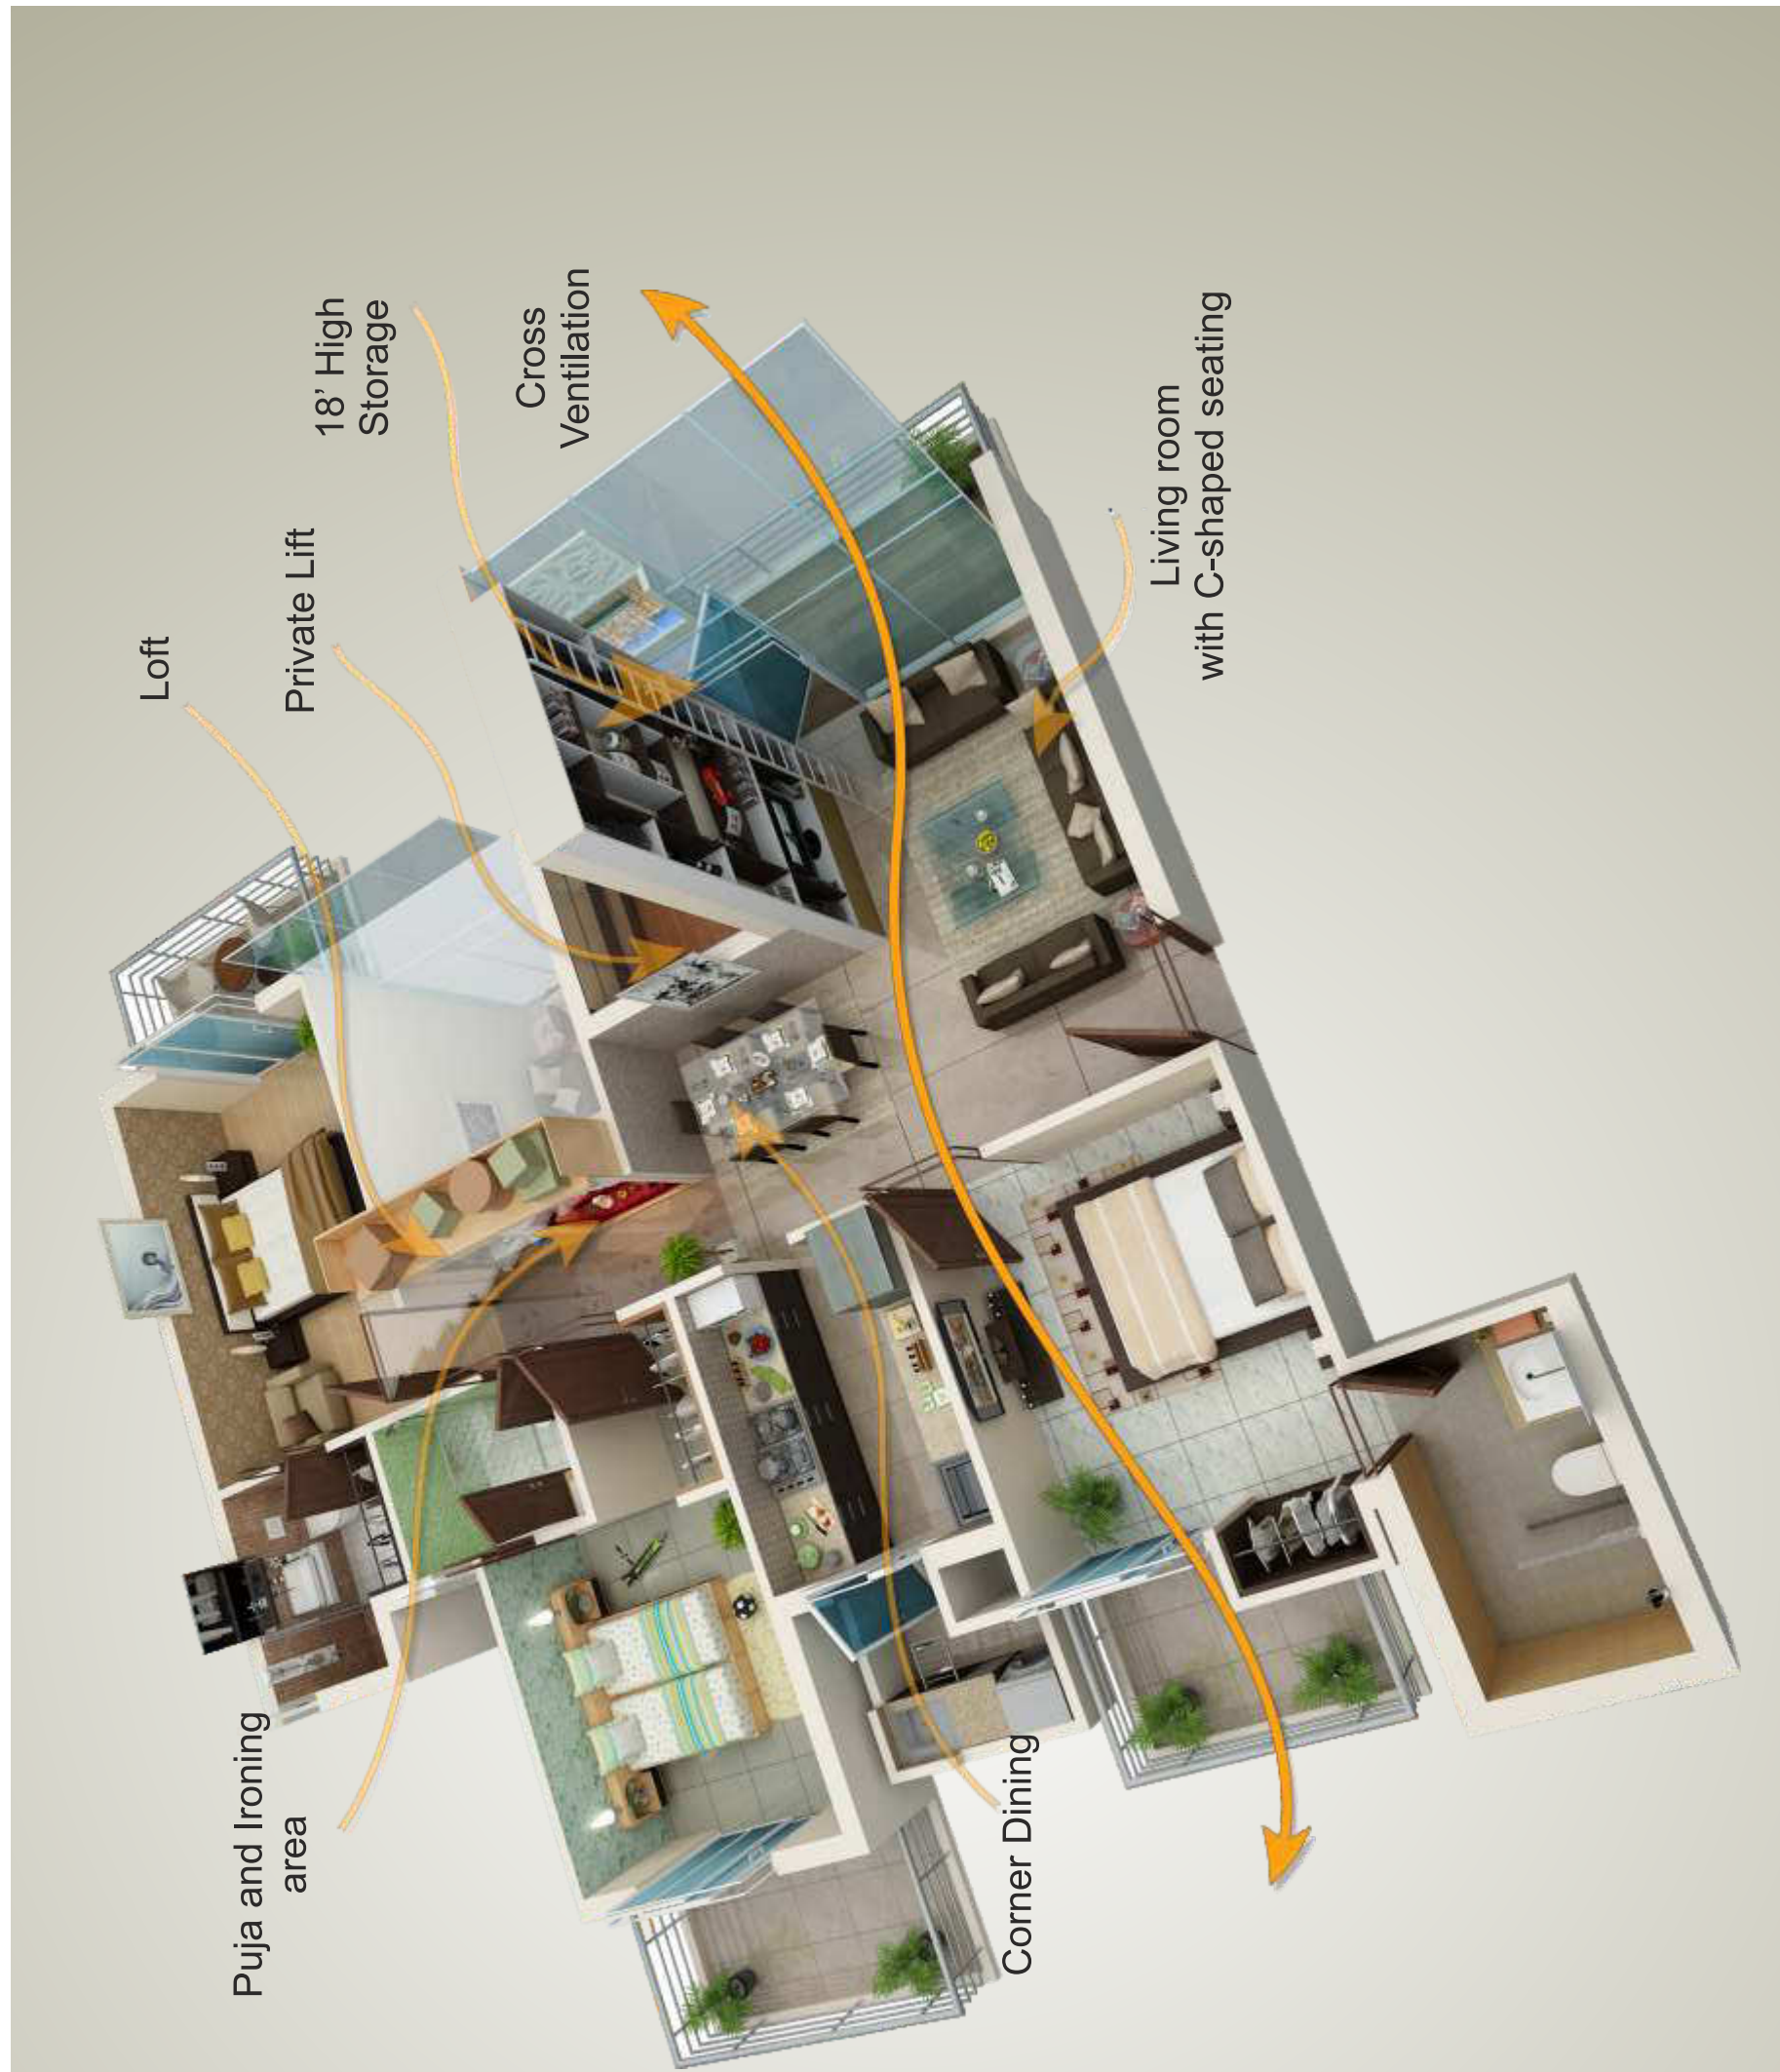 Loft
Puja and Ironing
area
Private Lift
18’ High
Storage
Cross
Ventilation
Corner Dining
Living room
with C-shaped seating